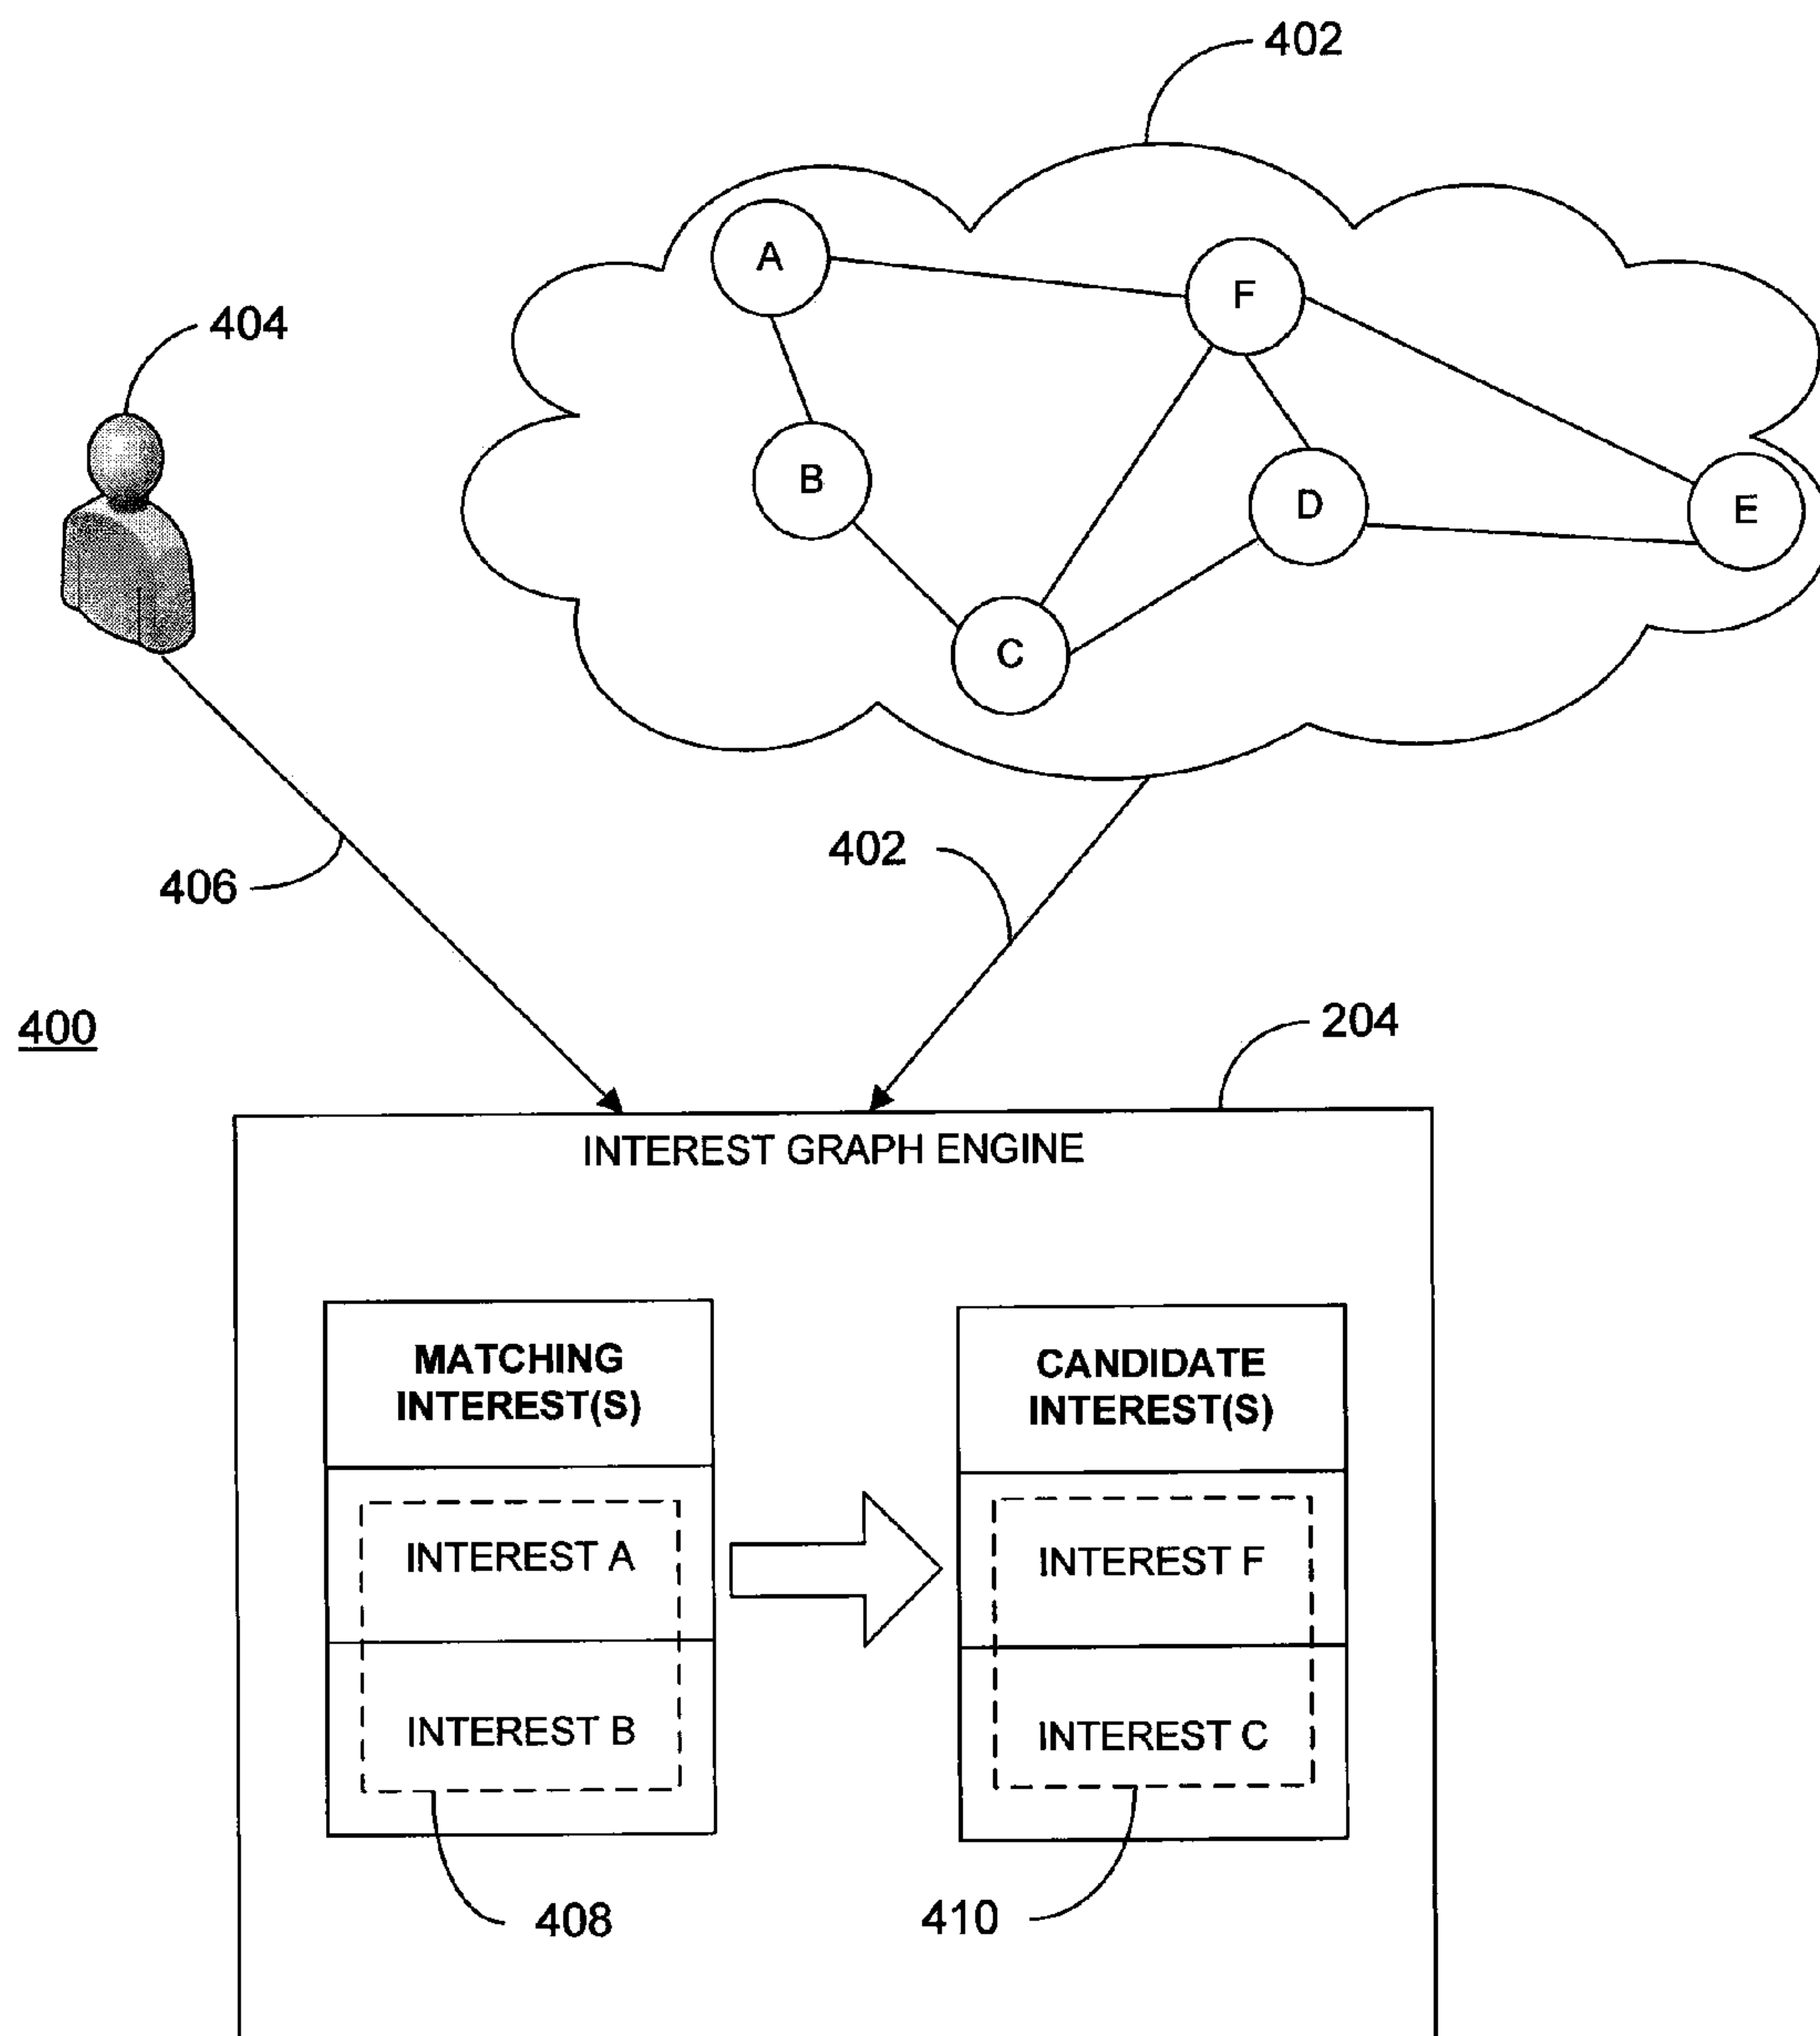 402
A
F
404
B
D
E
C
402
406
400
204
INTEREST GRAPH ENGINE
MATCHING
INTEREST(S)
CANDIDATE
INTEREST(S)
INTEREST A
INTEREST F
INTEREST B
INTEREST C
408
410